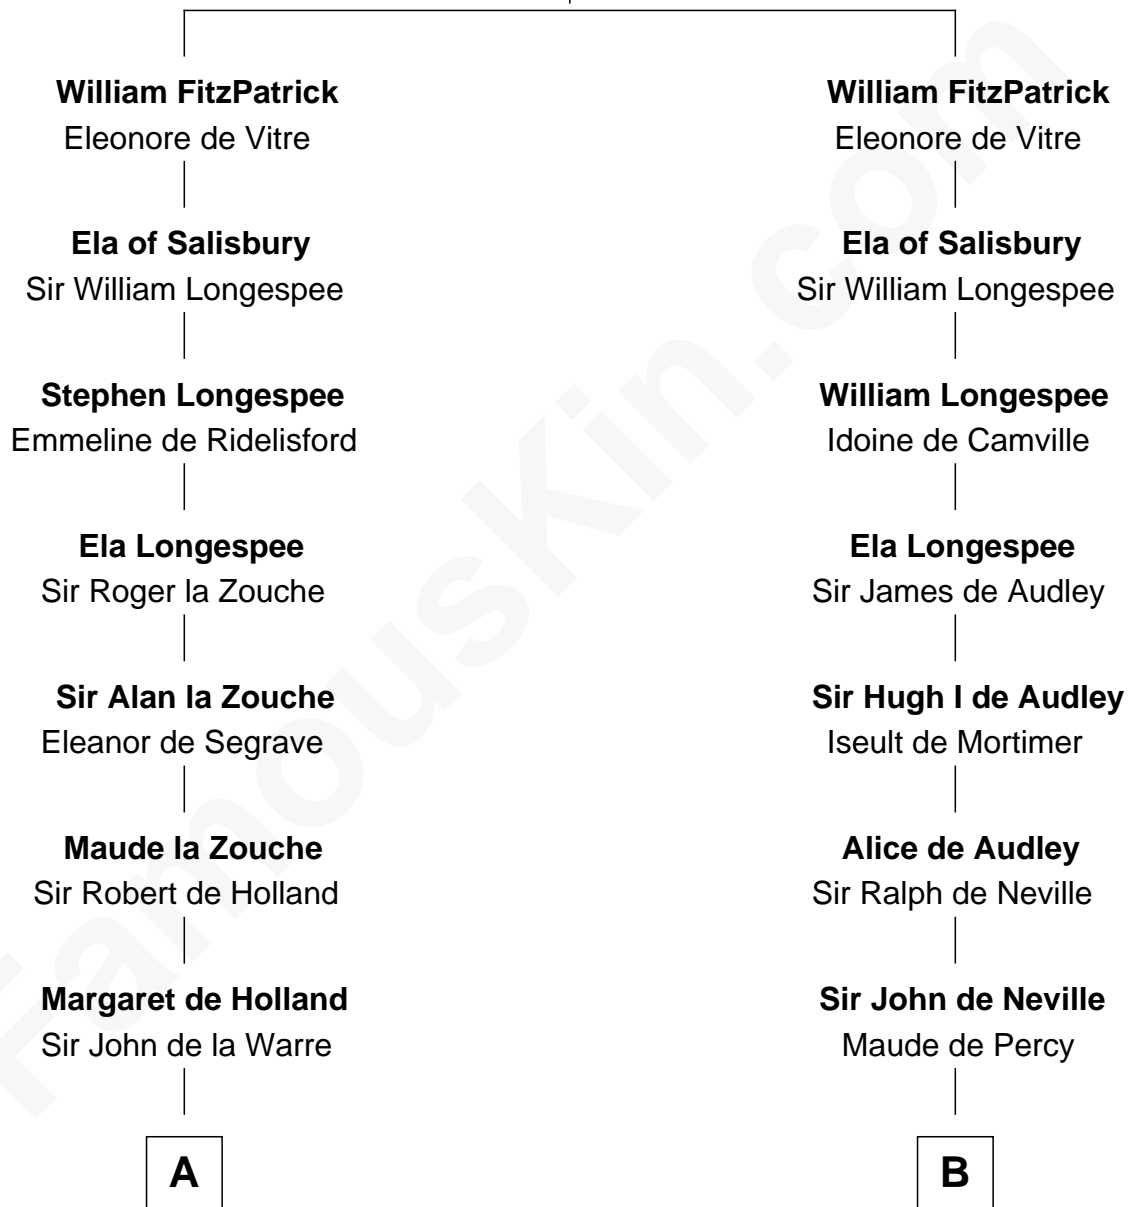 William FitzPatrick
Eleonore de Vitre
Ela of Salisbury
Sir William Longespee
Stephen Longespee
Emmeline de Ridelisford
Ela Longespee
Sir Roger la Zouche
Sir Alan la Zouche
Eleanor de Segrave
Maude la Zouche
Sir Robert de Holland
Margaret de Holland
Sir John de la Warre
A
William FitzPatrick
Eleonore de Vitre
Ela of Salisbury
Sir William Longespee
William Longespee
Idoine de Camville
Ela Longespee
Sir James de Audley
Sir Hugh I de Audley
Iseult de Mortimer
Alice de Audley
Sir Ralph de Neville
Sir John de Neville
Maude de Percy
B
FamousKin.com